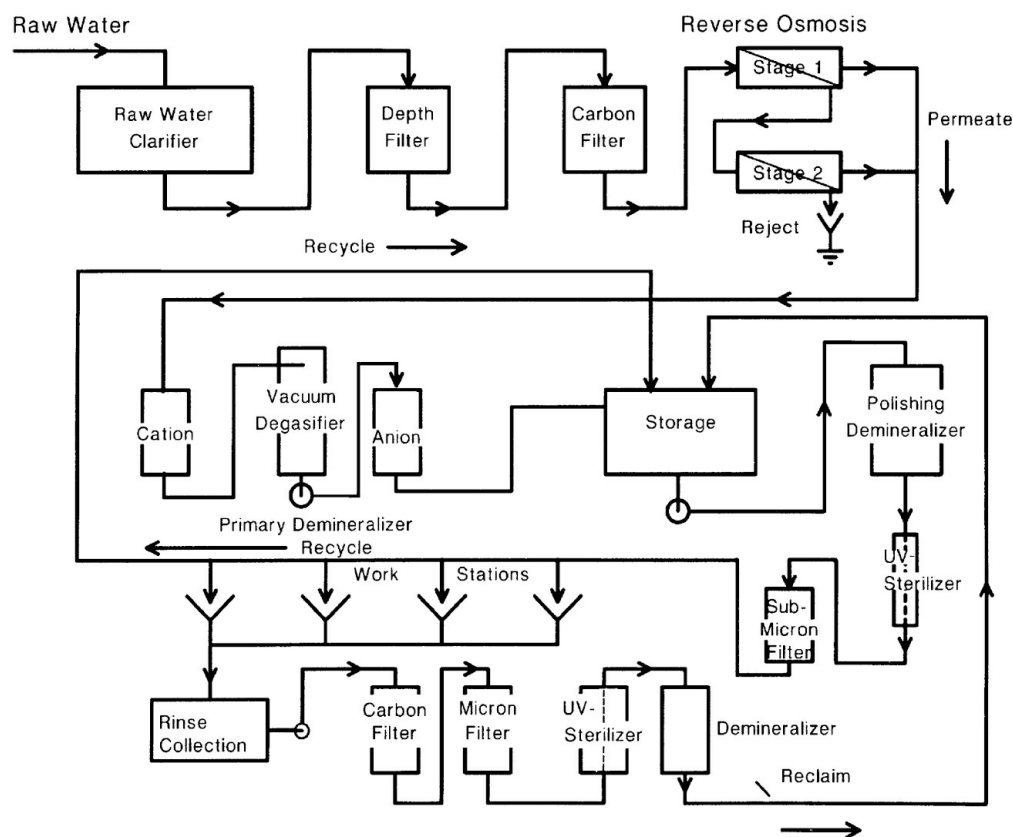 Raw Water
Reverse Osmosis
Stage 1
Raw Water
Clarifier
Depth
Filter
Carbon
Filter
Permeate
Stage 2
Reject
Recycle
Vacuum
Degasifier
Cation
Anion
Storage
Polishing
Demineralizer
Primary Demineralizer
Recycle
Work Stations
UV-
Sterilizer
Sub-
Micron
Filter
Rinse
Collection
Carbon
Filter
Micron
Filter
UV-
Sterilizer
Demineralizer
Reclaim